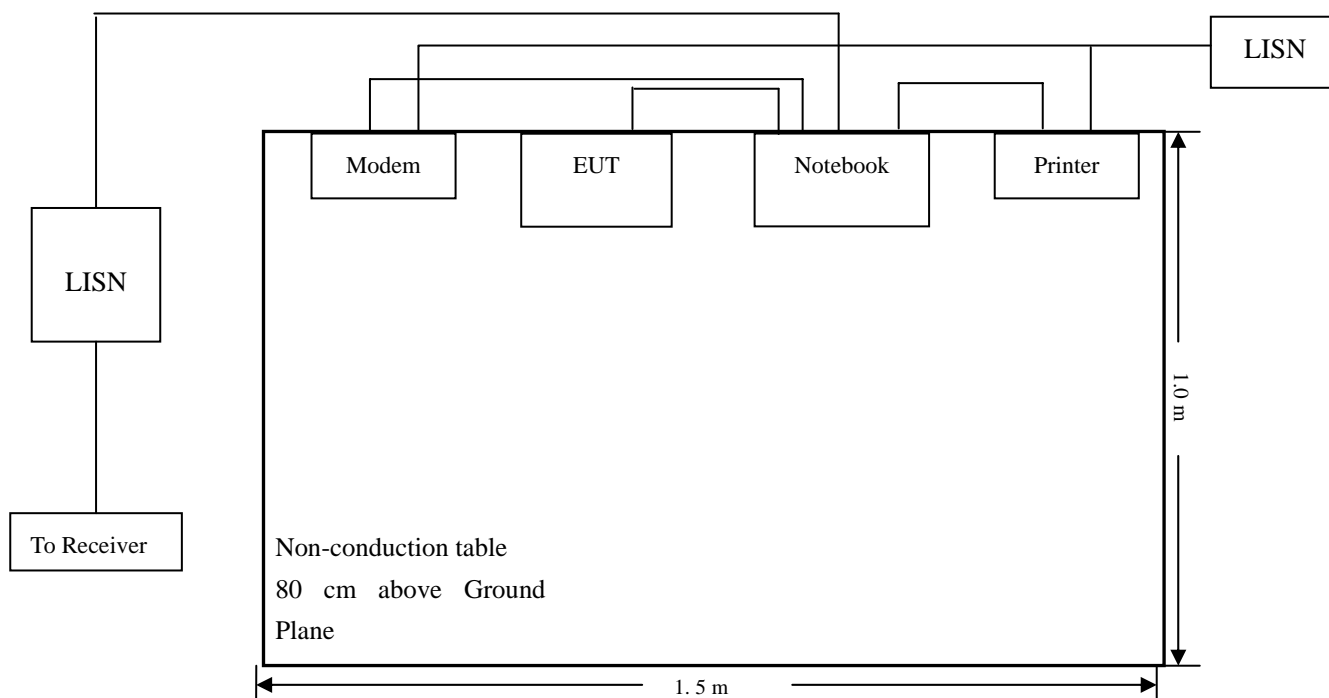 LISN
Modem
EUT
Notebook
Printer
LISN
1.0 m
To Receiver
Non-conduction table
80 cm above Ground
Plane
1. 5 m